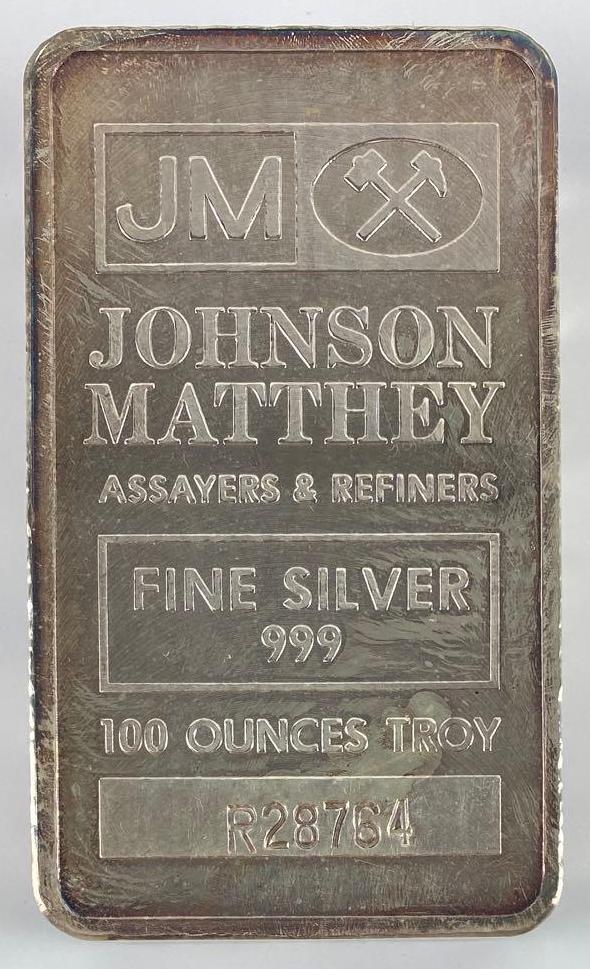 JM
JOHNSON
MATTHEY
ASSAYERS & REFINERS
FINE SILVER
999
100 OUNCES TROY
R28764